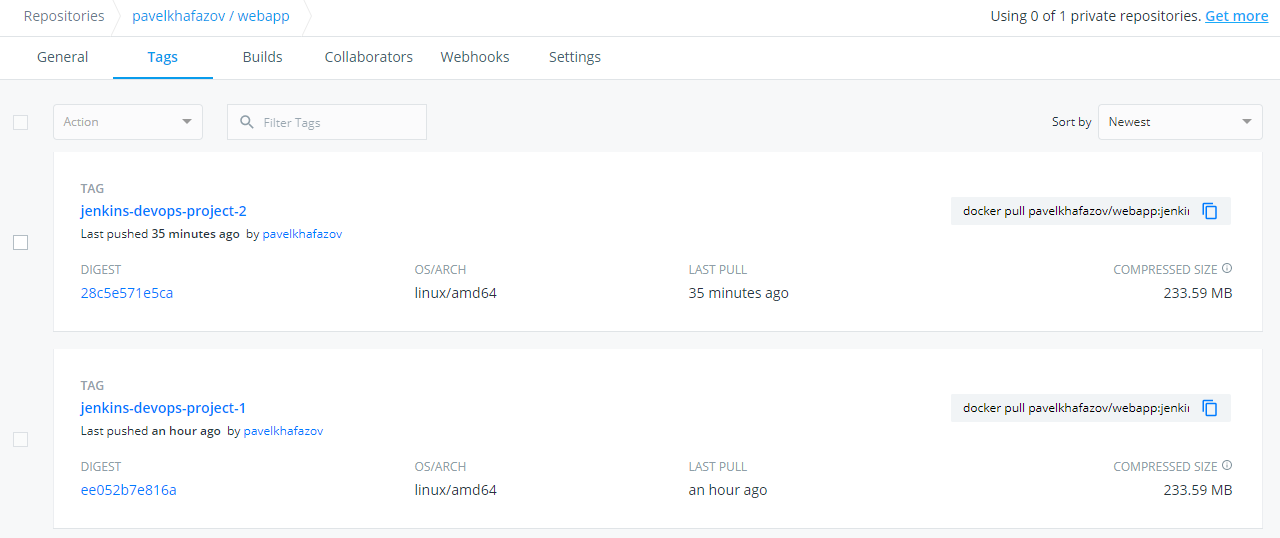 Repositories pavelkhafazov / webapp Using 0 of 1 private repositories. Get more
General Tags Builds Collaborators Webhooks Settings
Action Filter Tags Sort by Newest
TAG
jenkins-devops-project-2 docker pull pavelkhafazov/webapp:jenki
Last pushed 35 minutes ago by pavelkhafazov
DIGEST OS/ARCH LAST PULL COMPRESSED SIZE
28c5e571e5ca linux/amd64 35 minutes ago 233.59 MB
TAG
jenkins-devops-project-1 docker pull pavelkhafazov/webapp:jenki
Last pushed an hour ago by pavelkhafazov
DIGEST OS/ARCH LAST PULL COMPRESSED SIZE
ee052b7e816a linux/amd64 an hour ago 233.59 MB